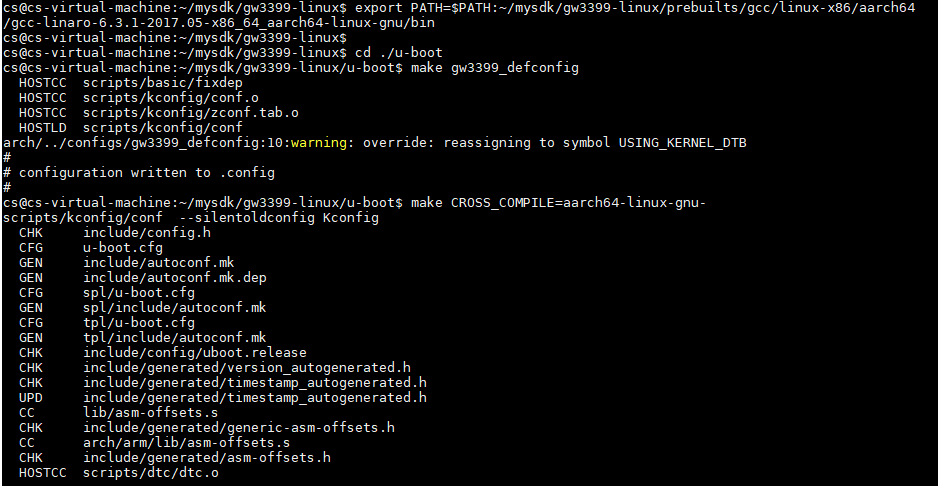 cs@cs-virtual-machine:~/mysdk/gw3399-linux$ export PATH=$PATH:~/mysdk/gw3399-linux/prebuilts/gcc/linux-x86/aarch64
/gcc-linaro-6.3.1-2017.05-x86_64_aarch64-linux-gnu/bin
cs@cs-virtual-machine:~/mysdk/gw3399-linux$
cs@cs-virtual-machine:~/mysdk/gw3399-linux$ cd ./u-boot
cs@cs-virtual-machine:~/mysdk/gw3399-linux/u-boot$ make gw3399_defconfig
  HOSTCC  scripts/basic/fixdep
  HOSTCC  scripts/kconfig/conf.o
  HOSTCC  scripts/kconfig/zconf.tab.o
  HOSTLD  scripts/kconfig/conf
arch/../configs/gw3399_defconfig:10:warning: override: reassigning to symbol USING_KERNEL_DTB
#
# configuration written to .config
#
cs@cs-virtual-machine:~/mysdk/gw3399-linux/u-boot$ make CROSS_COMPILE=aarch64-linux-gnu-
scripts/kconfig/conf  --silentoldconfig Kconfig
  CHK     include/config.h
  CFG     u-boot.cfg
  GEN     include/autoconf.mk
  GEN     include/autoconf.mk.dep
  CFG     spl/u-boot.cfg
  GEN     spl/include/autoconf.mk
  CFG     tpl/u-boot.cfg
  GEN     tpl/include/autoconf.mk
  CHK     include/config/uboot.release
  CHK     include/generated/version_autogenerated.h
  CHK     include/generated/timestamp_autogenerated.h
  UPD     include/generated/timestamp_autogenerated.h
  CC      lib/asm-offsets.s
  CHK     include/generated/generic-asm-offsets.h
  CC      arch/arm/lib/asm-offsets.s
  CHK     include/generated/asm-offsets.h
  HOSTCC  scripts/dtc/dtc.o